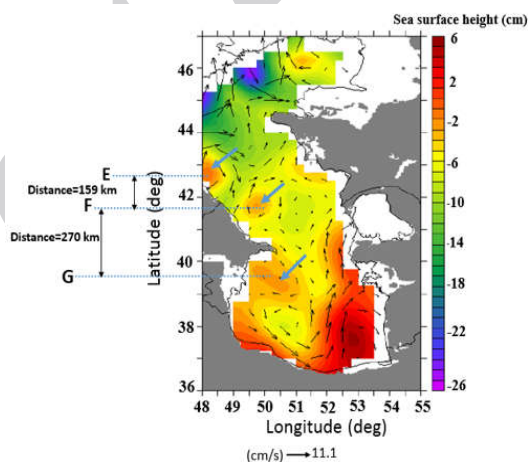 Sea surface height (cm)
6
2
-2
-6
-10
-14
-18
-22
-26
46
44
42
40
38
36
E
Distance=159 km
F
Distance=270 km
G
Latitude (deg)
48 49 50 51 52 53 54 55
Longitude (deg)
(cm/s) 11.1